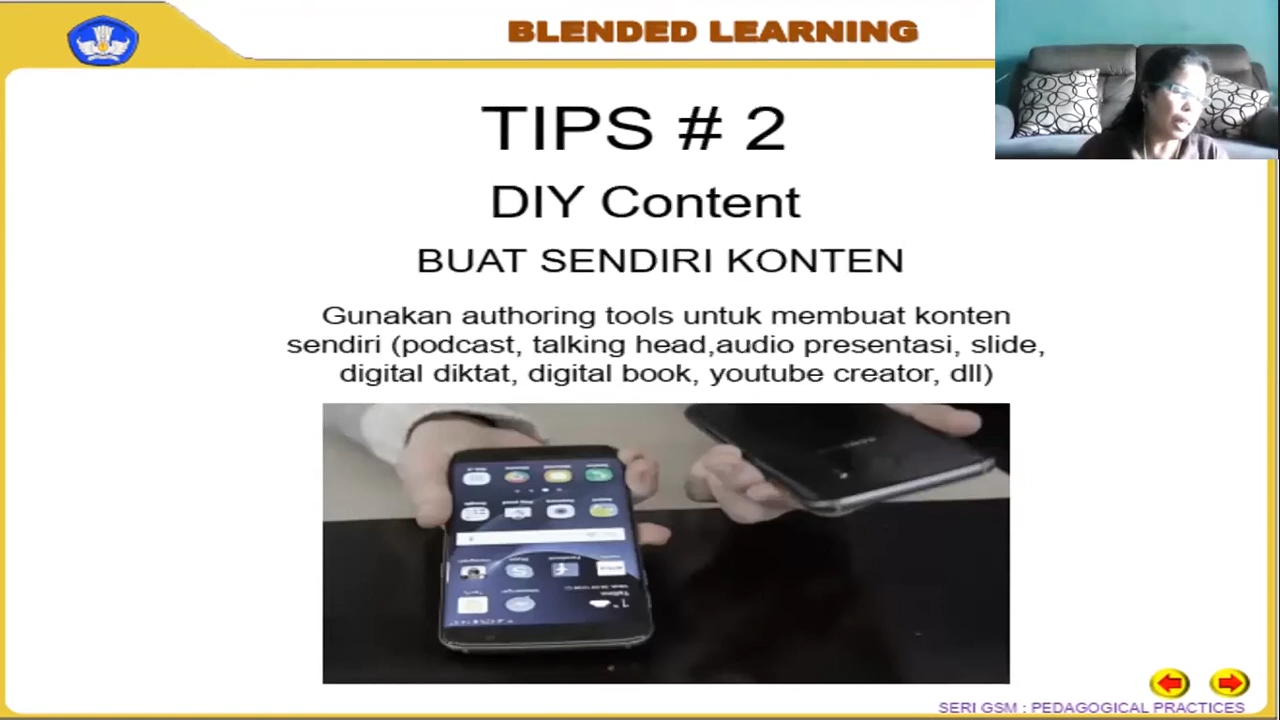 BLENDED LEARNING
TIPS # 2
DIY Content
BUAT SENDIRI KONTEN
Gunakan authoring tools untuk membuat konten
sendiri (podcast, talking head,audio presentasi, slide,
digital diktat, digital book, youtube creator, dll)
SERI GSM : PEDAGOGICAL PRACTICES